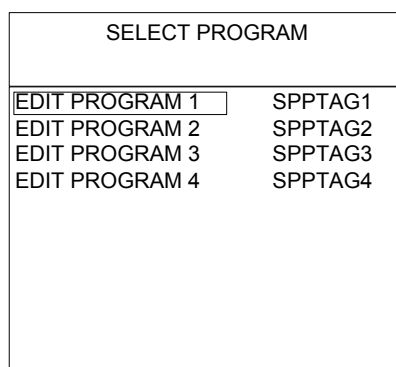 SELECT PROGRAM
EDIT PROGRAM 1 SPPTAG1
EDIT PROGRAM 2 SPPTAG2
EDIT PROGRAM 3 SPPTAG3
EDIT PROGRAM 4 SPPTAG4